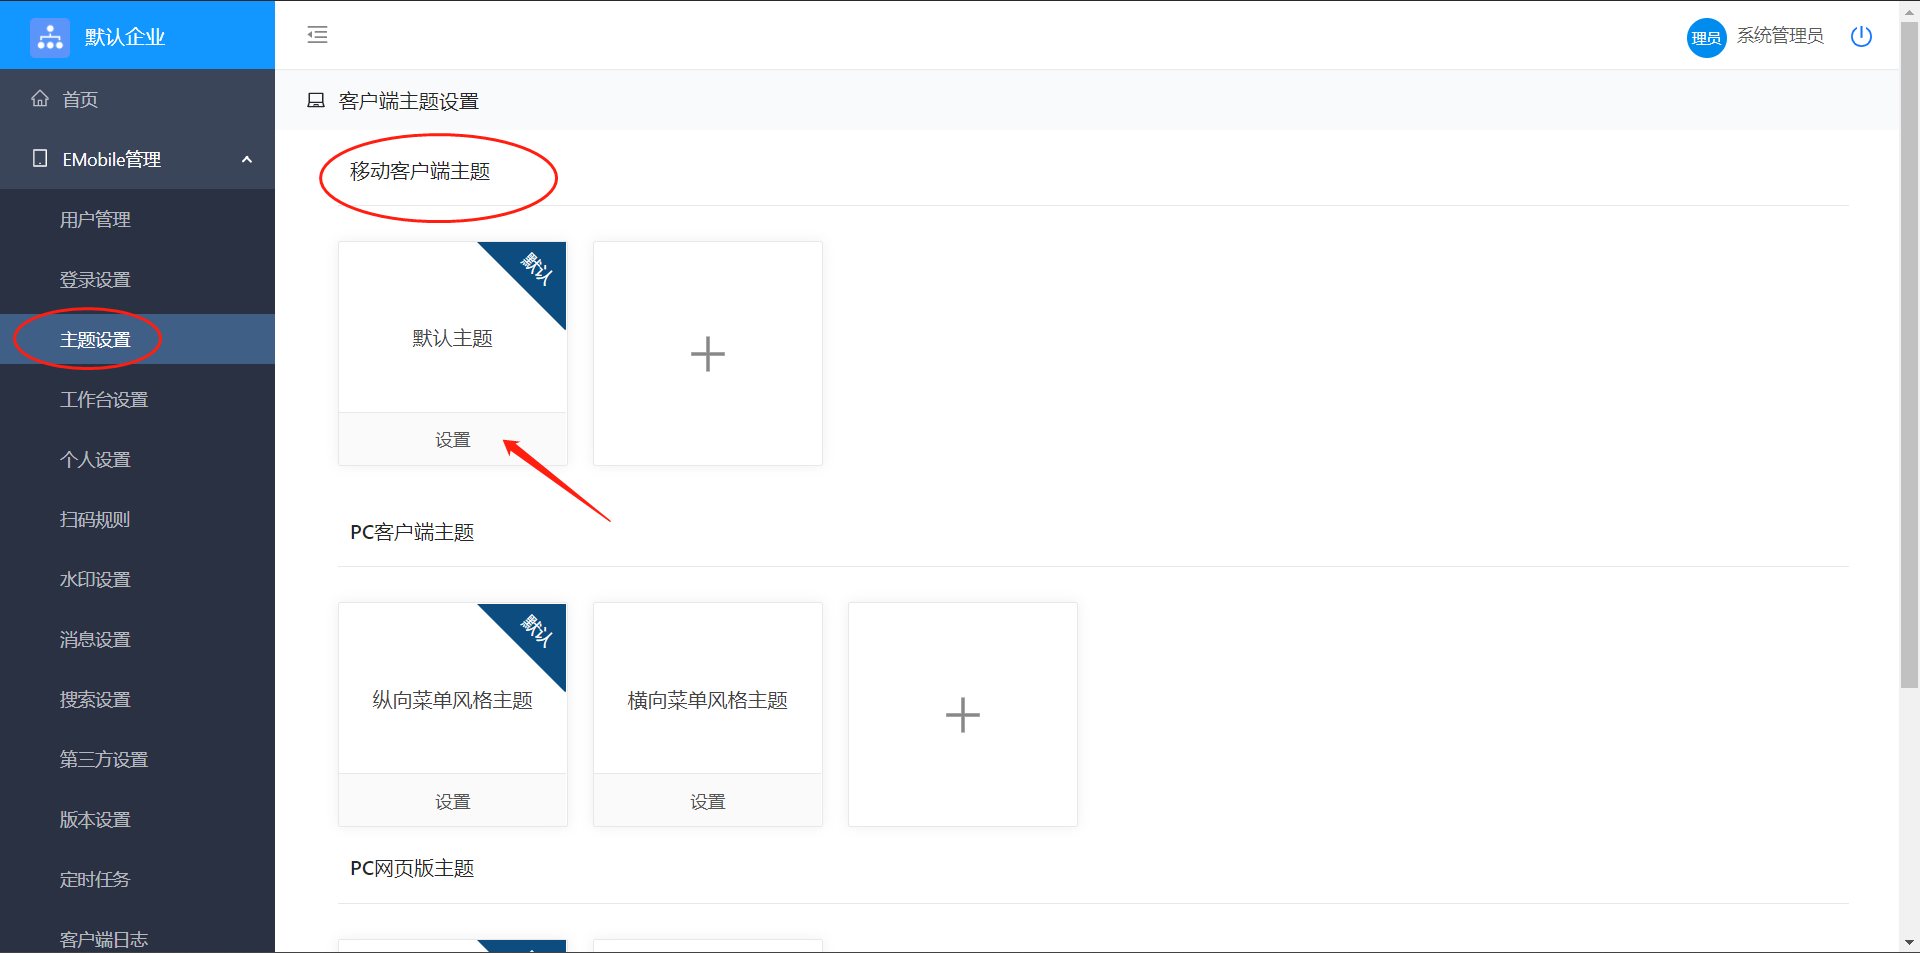 默认企业
理员
系统管理员
首页
客户端主题设置
EMobile管理
移动客户端主题
用户管理
登录设置
默认
主题设置
默认主题
工作台设置
设置
个人设置
扫码规则
PC客户端主题
水印设置
消息设置
默认
搜索设置
纵向菜单风格主题
横向菜单风格主题
第三方设置
设置
设置
版本设置
PC网页版主题
定时任务
客户端日志